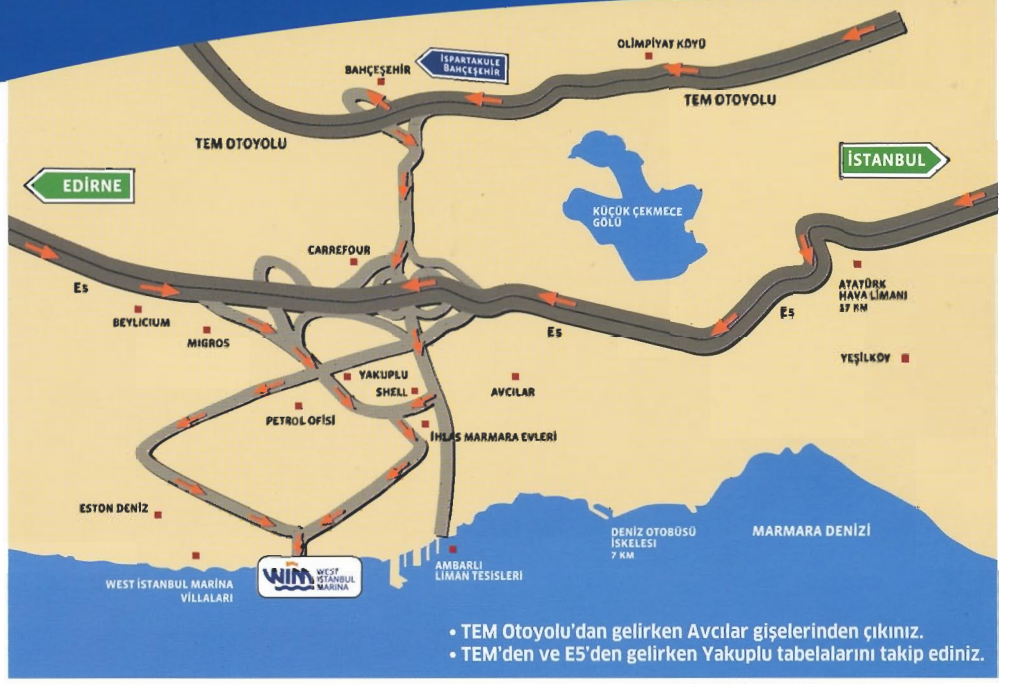 OLİMPİYAT KÖYÜ
İSPARTAKULE
BAHÇEŞEHİR
BAHÇEŞEHİR
TEM OTOYOLU
TEM OTOYOLU
İSTANBUL
EDİRNE
KÜÇÜK ÇEKMECE
GÖLÜ
CARREFOUR
ATATÜRK
HAVA LİMANI
17 KM
E5
E5
E5
BEYLICIUM
MIGROS
YEŞİLKÖY
YAKUPLU
SHELL
AVCILAR
PETROL OFİSİ
İHLAS MARMARA EVLERİ
ESTON DENİZ
DENİZ OTOBÜSÜ
İSKELESİ
7 KM
MARMARA DENİZİ
AMBARLI
LİMAN TESİSLERİ
WEST İSTANBUL MARİNA
VİLLALARI
WIM WEST
İSTANBUL
MARINA
• TEM Otoyolu'dan gelirken Avcılar gişelerinden çıkınız.
• TEM'den ve E5'den gelirken Yakuplu tabelalarını takip ediniz.